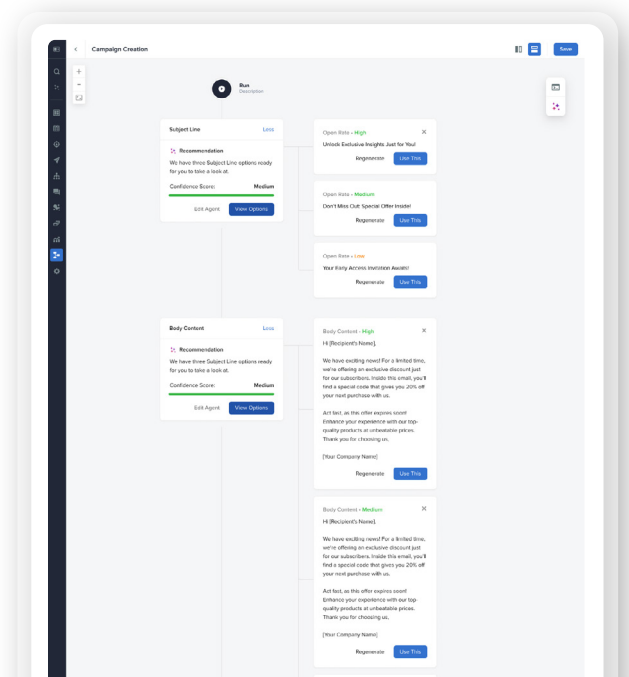 Campaign Creation
Save
Run
Description
Subject Line
Less
Recommendation
We have three Subject Line options ready
for you to take a look at.
Confidence Score:
Medium
Edit Agent
View Options
Open Rate - High
Unlock Exclusive Insights Just for You!
Regenerate
Use This
Open Rate - Medium
Don't Miss Out: Special Offer Inside!
Regenerate
Use This
Open Rate - Low
Your Early Access Invitation Awaits!
Regenerate
Use This
Body Content
Less
Recommendation
We have three Subject Line options ready
for you to take a look at.
Confidence Score:
Medium
Edit Agent
View Options
Body Content - High
Hi [Recipient's Name],
We have exciting news! For a limited time,
we're offering an exclusive discount just
for our subscribers. Inside this email, you'll
find a special code that gives you 20% off
your next purchase with us.
Act fast, as this offer expires soon!
Enhance your experience with our top-
quality products at unbeatable prices.
Thank you for choosing us.
[Your Company Name]
Regenerate
Use This
Body Content - Medium
Hi [Recipient's Name],
We have exciting news! For a limited time,
we're offering an exclusive discount just
for our subscribers. Inside this email, you'll
find a special code that gives you 20% off
your next purchase with us.
Act fast, as this offer expires soon!
Enhance your experience with our top-
quality products at unbeatable prices.
Thank you for choosing us.
[Your Company Name]
Regenerate
Use This